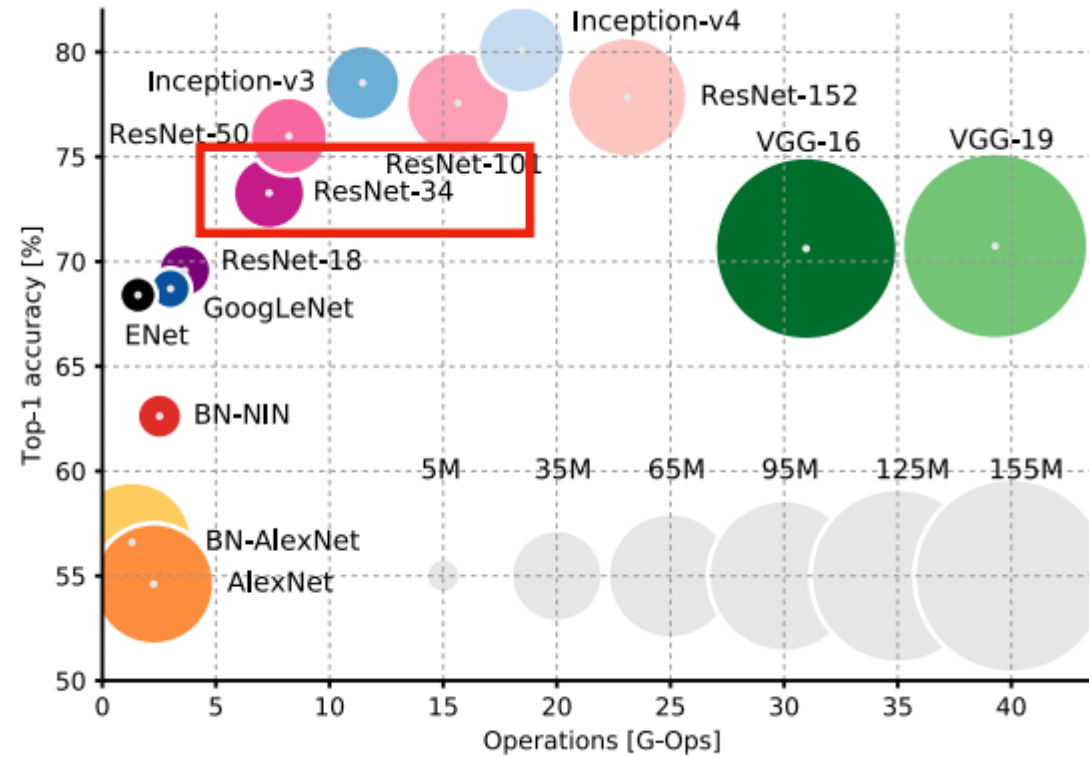 Inception-v4
80
Inception-v3
ResNet-152
ResNet-50
VGG-16
VGG-19
75
ResNet-101
ResNet-34
70
ResNet-18
GoogLeNet
ENet
65
BN-NIN
60
5M 35M 65M 95M 125M 155M
BN-AlexNet
55
AlexNet
50
0 5 10 15 20 25 30 35 40
Operations [G-Ops]
Top-1 accuracy [%]